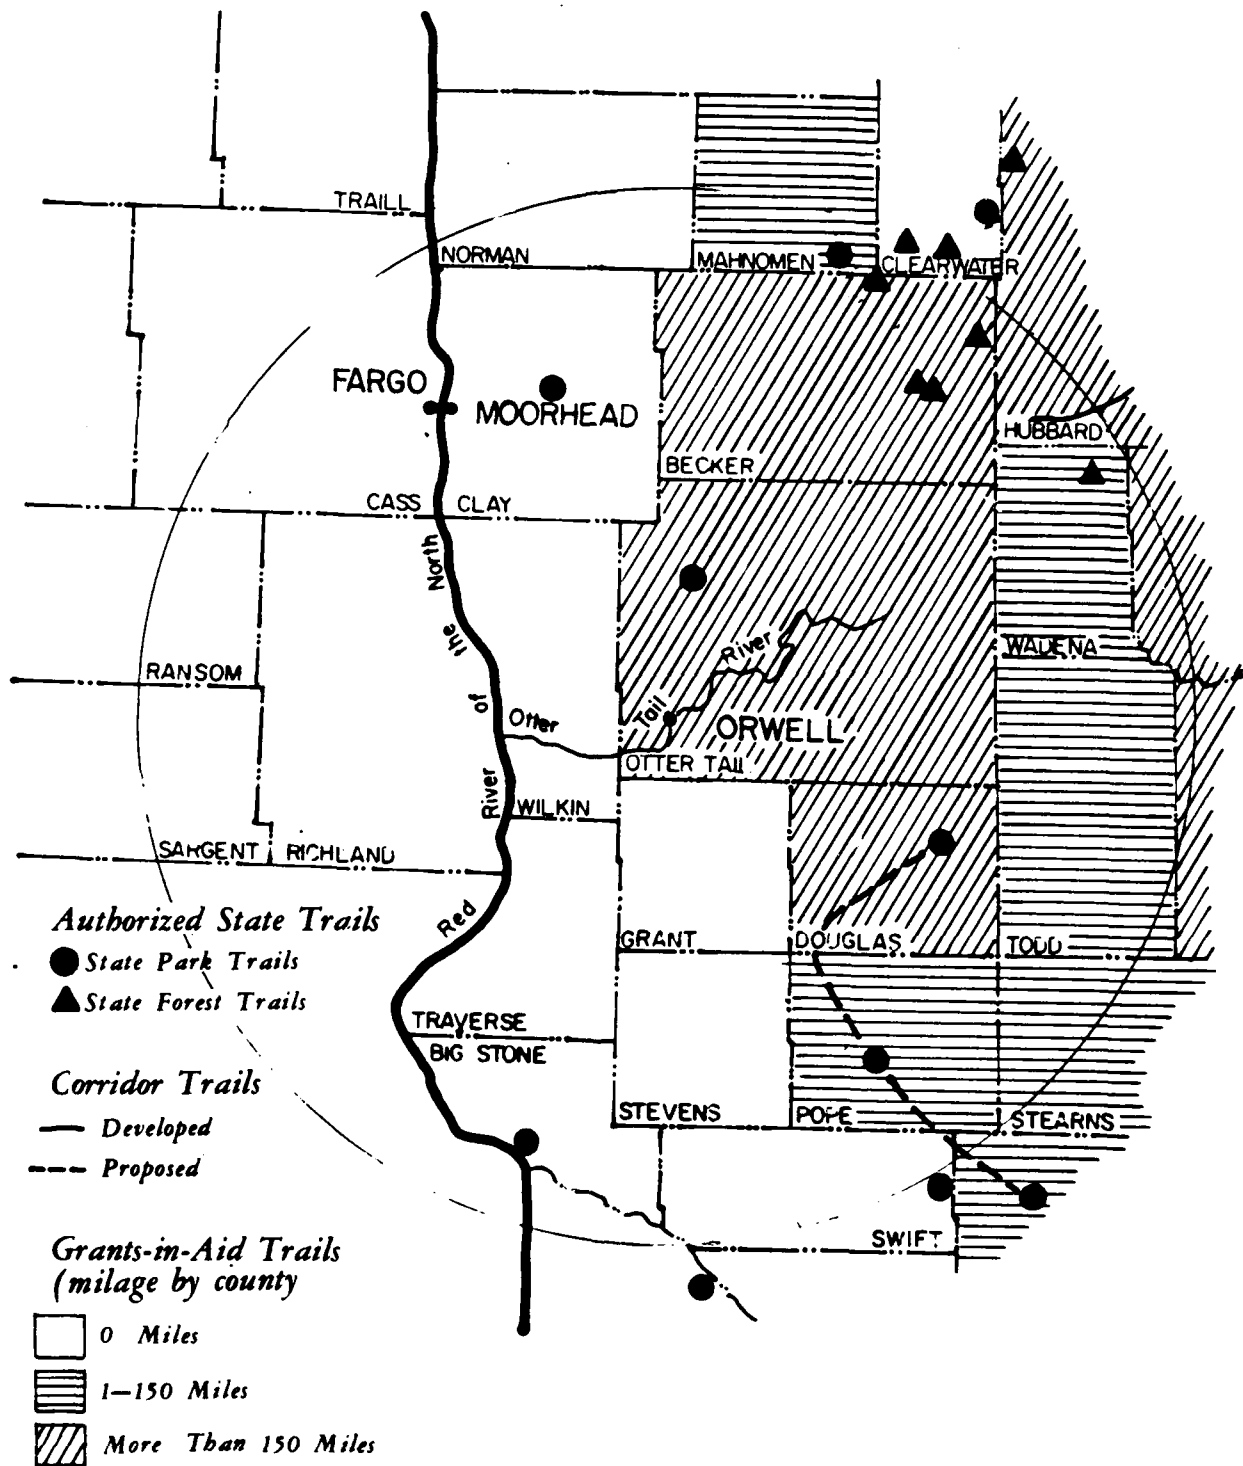 TRAILL
NORMAN
MAHNOMEN
CLEARWATER
FARGO
MOORHEAD
HUBBARD
BECKER
CASS
CLAY
North
the
of
River
Red
RANSOM
WADENA
Otter
Tail
River
ORWELL
OTTER TAIL
WILKIN
SARGENT
RICHLAND
GRANT
DOUGLAS
TODD
TRAVERSE
BIG STONE
STEVENS
POPE
STEARNS
SWIFT
Authorized State Trails
State Park Trails
State Forest Trails
Corridor Trails
Developed
Proposed
Grants-in-Aid Trails
(milage by county
0 Miles
1—150 Miles
More Than 150 Miles